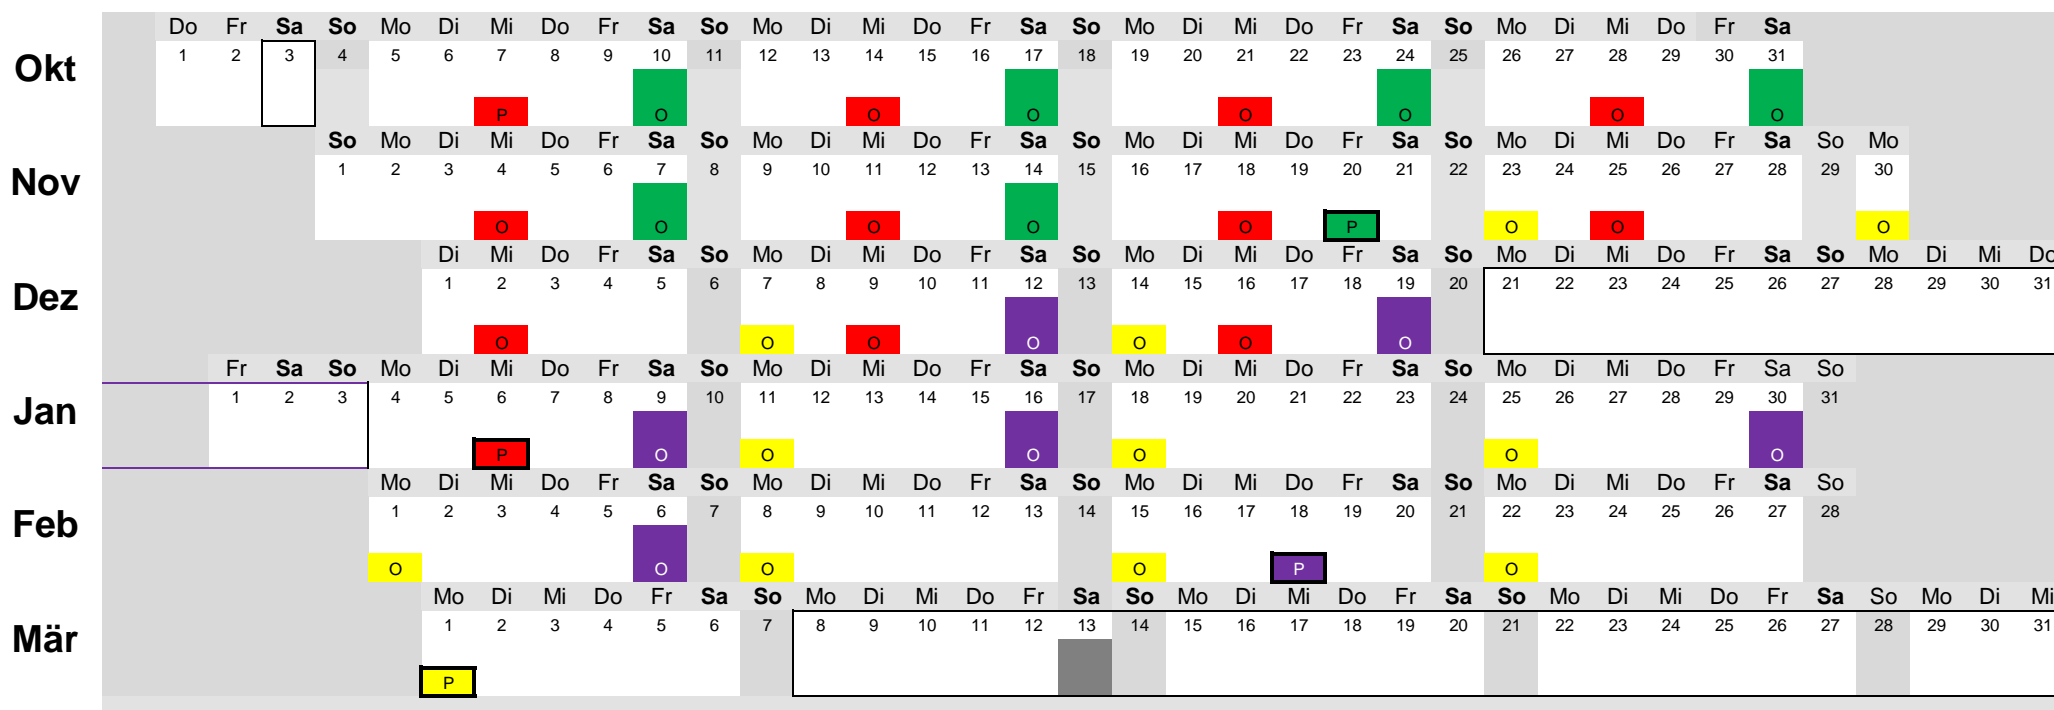 Do Fr Sa So Mo Di Mi Do Fr Sa So Mo Di Mi Do Fr Sa So Mo Di Mi Do Fr Sa So Mo Di Mi Do Fr Sa
Okt
1 2 3 4 5 6 7 8 9 10 11 12 13 14 15 16 17 18 19 20 21 22 23 24 25 26 27 28 29 30 31
P O O O O O O O
So Mo Di Mi Do Fr Sa So Mo Di Mi Do Fr Sa So Mo Di Mi Do Fr Sa So Mo Di Mi Do Fr Sa So Mo
Nov
1 2 3 4 5 6 7 8 9 10 11 12 13 14 15 16 17 18 19 20 21 22 23 24 25 26 27 28 29 30
O O O O O P O O O
Di Mi Do Fr Sa So Mo Di Mi Do Fr Sa So Mo Di Mi Do Fr Sa So Mo Di Mi Do Fr Sa So Mo Di Mi Do
Dez
1 2 3 4 5 6 7 8 9 10 11 12 13 14 15 16 17 18 19 20 21 22 23 24 25 26 27 28 29 30 31
O O O O O O O
Fr Sa So Mo Di Mi Do Fr Sa So Mo Di Mi Do Fr Sa So Mo Di Mi Do Fr Sa So Mo Di Mi Do Fr Sa So
Jan
1 2 3 4 5 6 7 8 9 10 11 12 13 14 15 16 17 18 19 20 21 22 23 24 25 26 27 28 29 30 31
P O O O O O O
Mo Di Mi Do Fr Sa So Mo Di Mi Do Fr Sa So Mo Di Mi Do Fr Sa So Mo Di Mi Do Fr Sa So
Feb
1 2 3 4 5 6 7 8 9 10 11 12 13 14 15 16 17 18 19 20 21 22 23 24 25 26 27 28
O O O O P O
Mo Di Mi Do Fr Sa So Mo Di Mi Do Fr Sa So Mo Di Mi Do Fr Sa So Mo Di Mi Do Fr Sa So Mo Di Mi
Mär
1 2 3 4 5 6 7 8 9 10 11 12 13 14 15 16 17 18 19 20 21 22 23 24 25 26 27 28 29 30 31
P